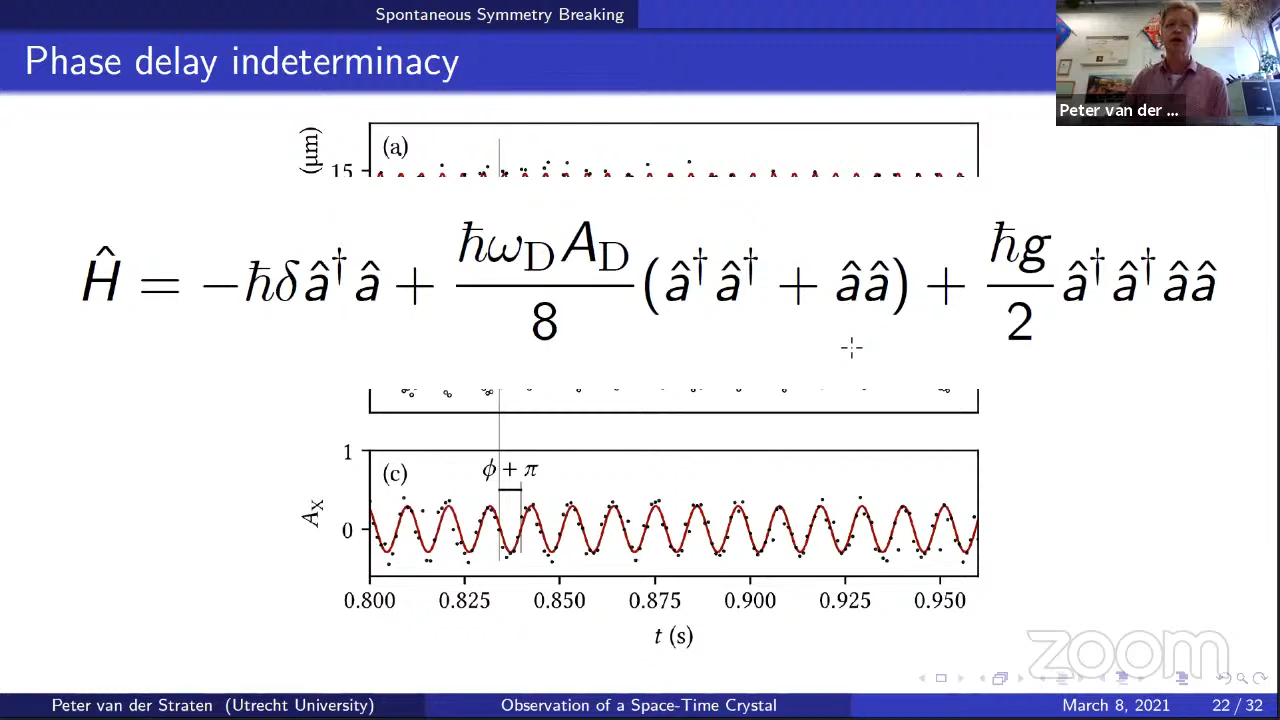 Spontaneous Symmetry Breaking
Phase delay indeterminacy
Peter van der ...
(μm)
15
(a)
Ĥ = −ħδâ†â + ħω_D A_D / 8 (â†â† + ââ) + ħg / 2 â†â†ââ
1
(c)
ϕ + π
A_X
0
0.800 0.825 0.850 0.875 0.900 0.925 0.950
t (s)
zoom
Peter van der Straten (Utrecht University) Observation of a Space-Time Crystal March 8, 2021 22 / 32